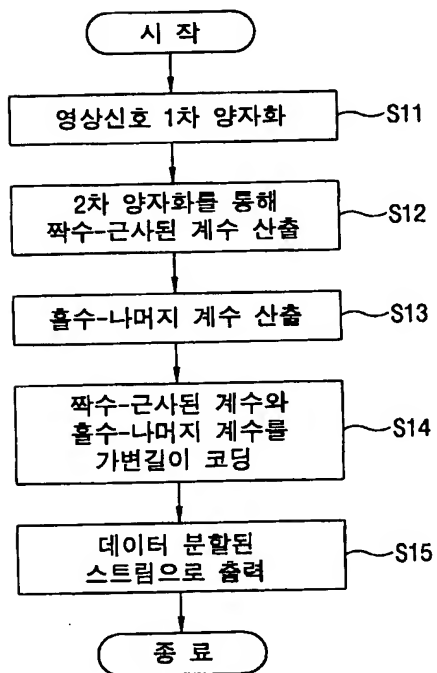 시 작
영상신호 1차 양자화
S11
2차 양자화를 통해
짝수-근사된 계수 산출
S12
홀수-나머지 계수 산출
S13
짝수-근사된 계수와
홀수-나머지 계수를
가변길이 코딩
S14
데이터 분할된
스트림으로 출력
S15
종 료